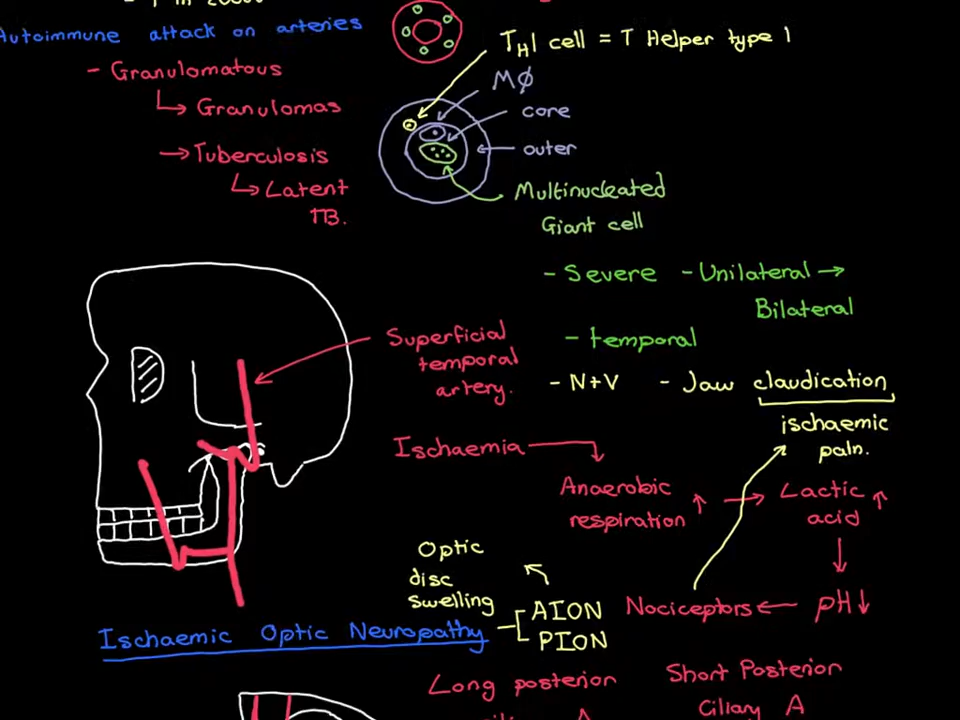 Autoimmune attack on arteries
TH1 cell = T Helper type 1
- Granulomatous
MØ
↳ Granulomas
core
→ Tuberculosis
outer
↳ Latent
TB.
Multinucleated
Giant cell
- Severe - Unilateral →
Bilateral
- temporal
Superficial
temporal
artery.
- N+V - Jaw claudication
ischaemic
pain.
Ischaemia
Anaerobic
respiration ↑
→ Lactic
acid ↑
Optic
disc
swelling
AION
PION
Nociceptors ← pH↓
Ischaemic Optic Neuropathy
Long posterior
Short Posterior
Ciliary A